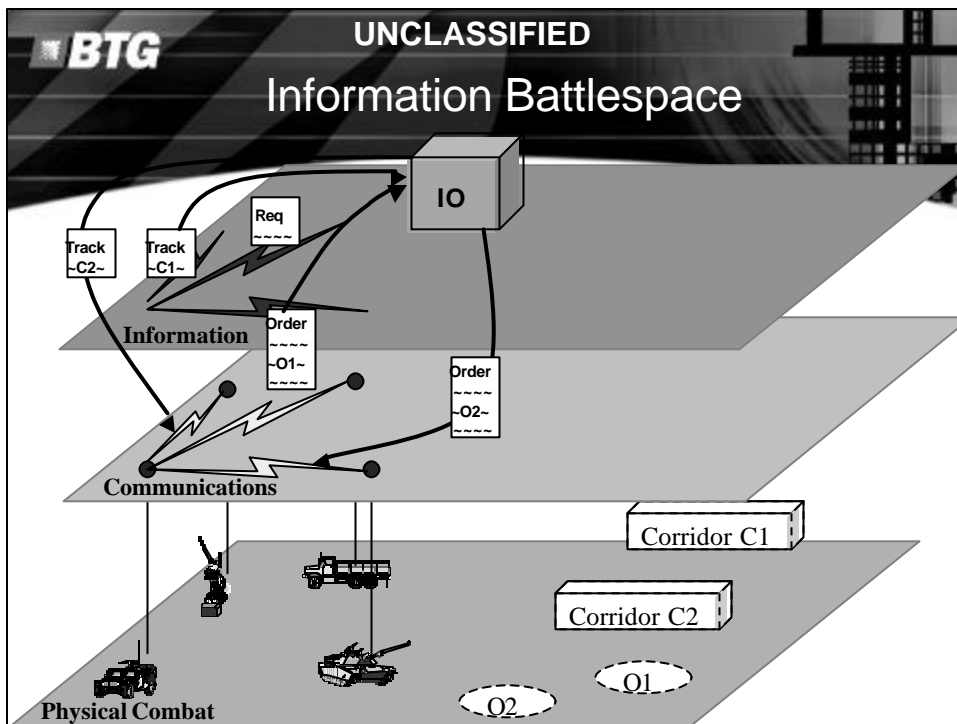 BTG
UNCLASSIFIED
Information Battlespace
IO
Req
~~~~
Track
~C2~
Track
~C1~
Information
Order
~~~~
~O1~
~~~~
Order
~~~~
~O2~
~~~~
Communications
Corridor C1
Corridor C2
O1
O2
Physical Combat